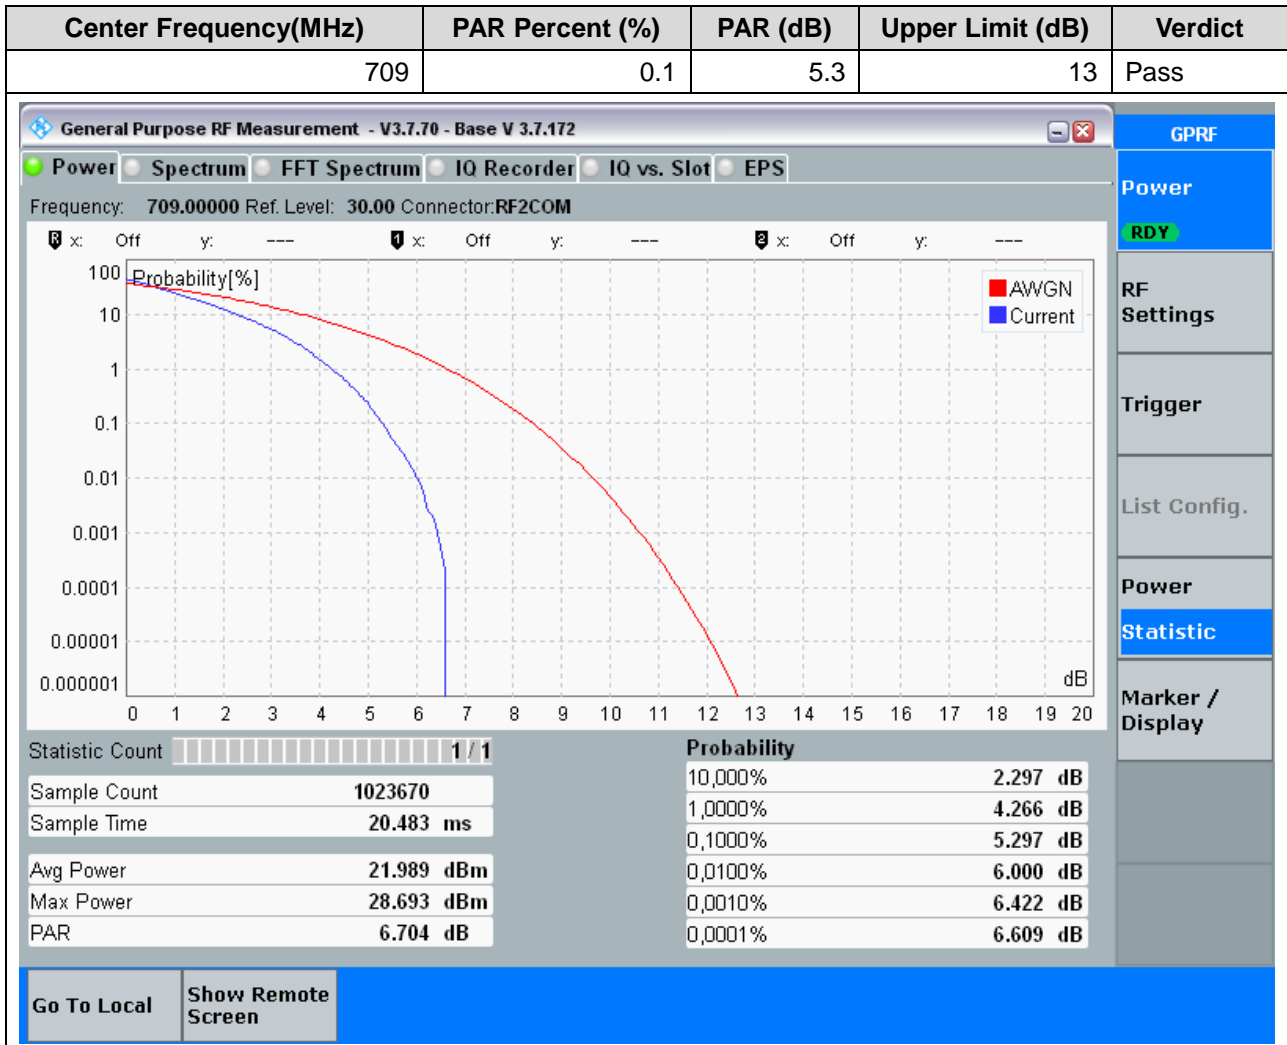 Center Frequency(MHz) PAR Percent (%) PAR (dB) Upper Limit (dB) Verdict
709 0.1 5.3 13 Pass
General Purpose RF Measurement - V3.7.70 - Base V 3.7.172
GPRF
Power Spectrum FFT Spectrum IQ Recorder IQ vs. Slot EPS
Frequency: 709.00000 Ref. Level: 30.00 Connector:RF2COM
R x: Off y: --- 1 x: Off y: --- 2 x: Off y: ---
Probability[%]
100
10
1
0.1
0.01
0.001
0.0001
0.00001
0.000001
AWGN
Current
dB
0 1 2 3 4 5 6 7 8 9 10 11 12 13 14 15 16 17 18 19 20
Statistic Count 1 / 1
Sample Count 1023670
Sample Time 20.483 ms
Avg Power 21.989 dBm
Max Power 28.693 dBm
PAR 6.704 dB
Probability
10,000% 2.297 dB
1,0000% 4.266 dB
0,1000% 5.297 dB
0,0100% 6.000 dB
0,0010% 6.422 dB
0,0001% 6.609 dB
Power
RDY
RF
Settings
Trigger
List Config.
Power
Statistic
Marker /
Display
Go To Local
Show Remote
Screen